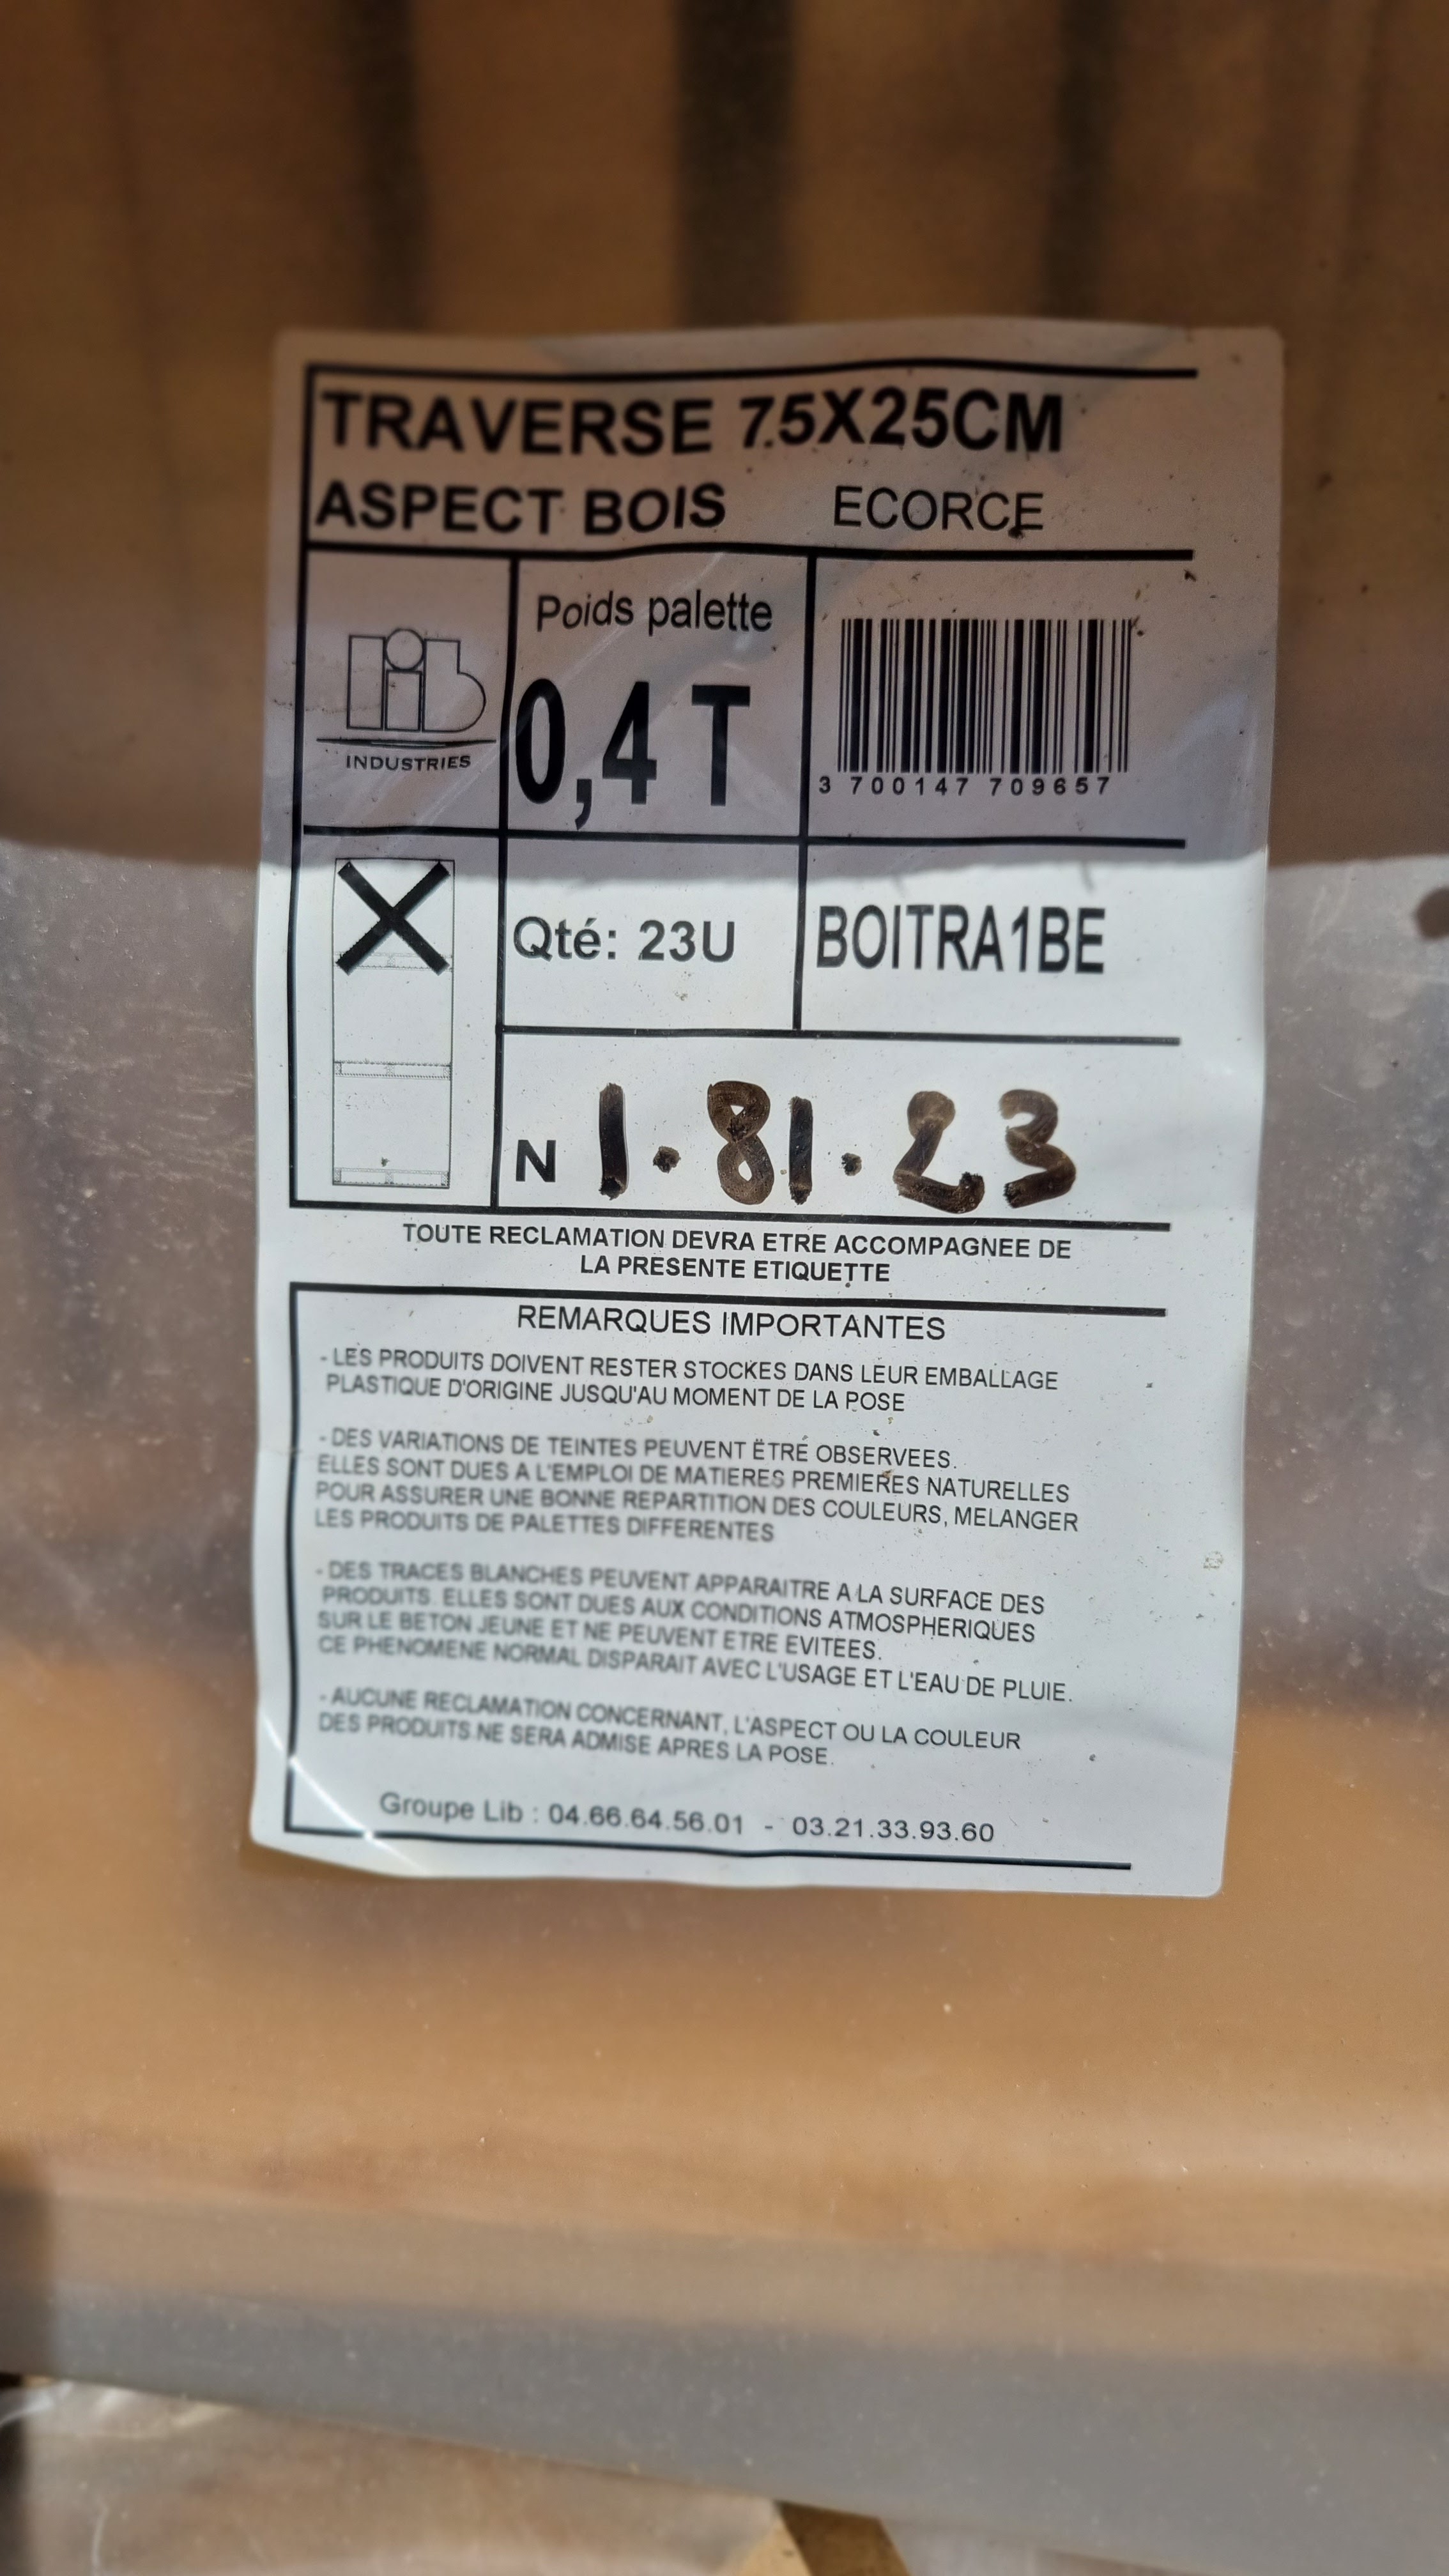 TRAVERSE 75X25CM
ASPECT BOIS ECORCE
lib
INDUSTRIES
Poids palette
0,4 T
3 700147 709657
Qté: 23U
BOITRA1BE
N 1.81.23
TOUTE RECLAMATION DEVRA ETRE ACCOMPAGNEE DE
LA PRESENTE ETIQUETTE
REMARQUES IMPORTANTES
- LES PRODUITS DOIVENT RESTER STOCKES DANS LEUR EMBALLAGE
PLASTIQUE D'ORIGINE JUSQU'AU MOMENT DE LA POSE
- DES VARIATIONS DE TEINTES PEUVENT ËTRE OBSERVEES.
ELLES SONT DUES A L'EMPLOI DE MATIERES PREMIERES NATURELLES
POUR ASSURER UNE BONNE REPARTITION DES COULEURS, MELANGER
LES PRODUITS DE PALETTES DIFFERENTES
- DES TRACES BLANCHES PEUVENT APPARAITRE A LA SURFACE DES
PRODUITS. ELLES SONT DUES AUX CONDITIONS ATMOSPHERIQUES
SUR LE BETON JEUNE ET NE PEUVENT ETRE EVITEES.
CE PHENOMENE NORMAL DISPARAIT AVEC L'USAGE ET L'EAU DE PLUIE.
- AUCUNE RECLAMATION CONCERNANT, L'ASPECT OU LA COULEUR
DES PRODUITS NE SERA ADMISE APRES LA POSE.
Groupe Lib : 04.66.64.56.01 - 03.21.33.93.60